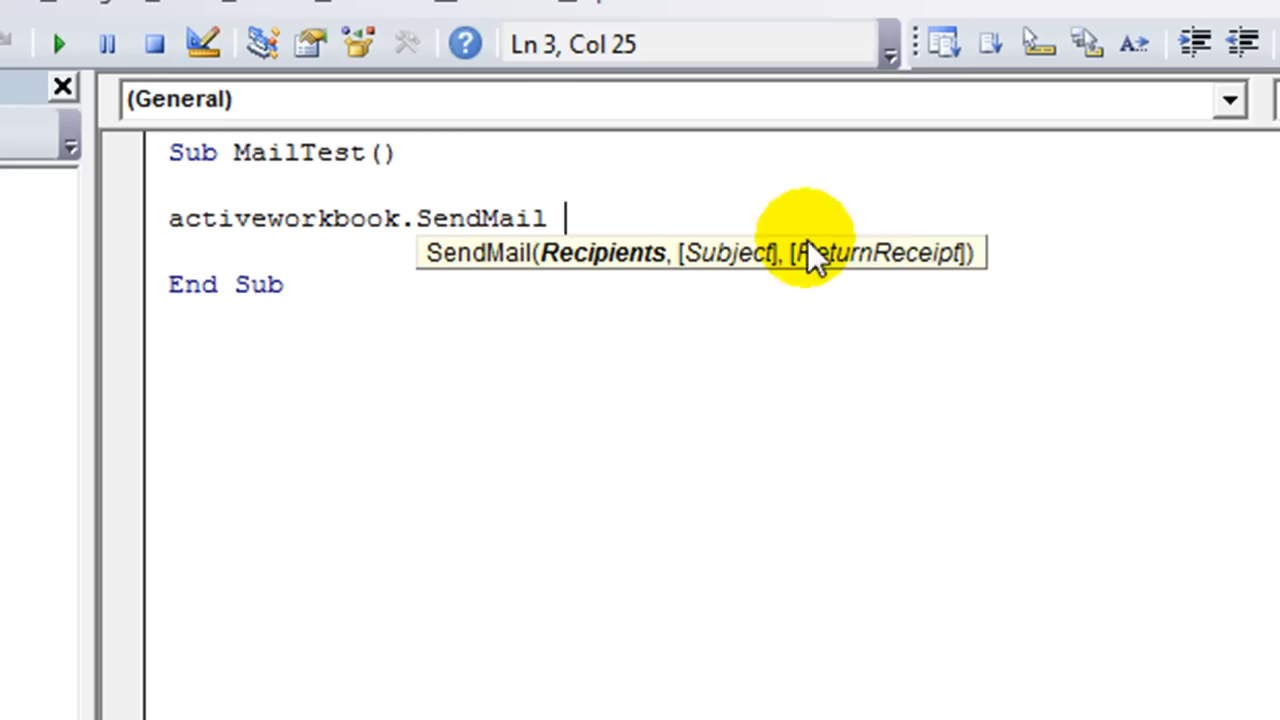 Ln 3, Col 25
(General)
Sub MailTest()
activeworkbook.SendMail
SendMail(Recipients, [Subject], [ReturnReceipt])
End Sub